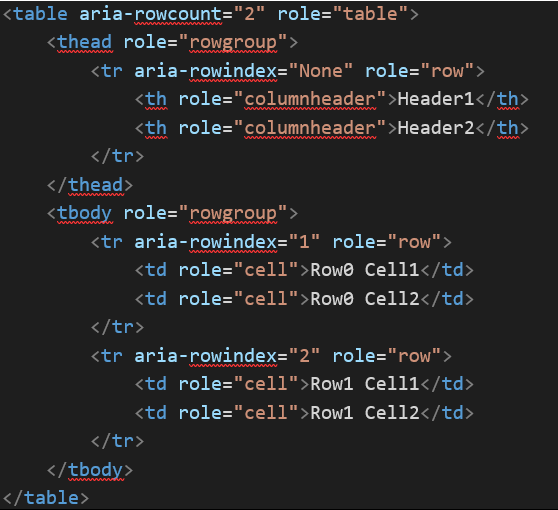 <table aria-rowcount="2" role="table">
    <thead role="rowgroup">
        <tr aria-rowindex="None" role="row">
            <th role="columnheader">Header1</th>
            <th role="columnheader">Header2</th>
        </tr>
    </thead>
    <tbody role="rowgroup">
        <tr aria-rowindex="1" role="row">
            <td role="cell">Row0 Cell1</td>
            <td role="cell">Row0 Cell2</td>
        </tr>
        <tr aria-rowindex="2" role="row">
            <td role="cell">Row1 Cell1</td>
            <td role="cell">Row1 Cell2</td>
        </tr>
    </tbody>
</table>